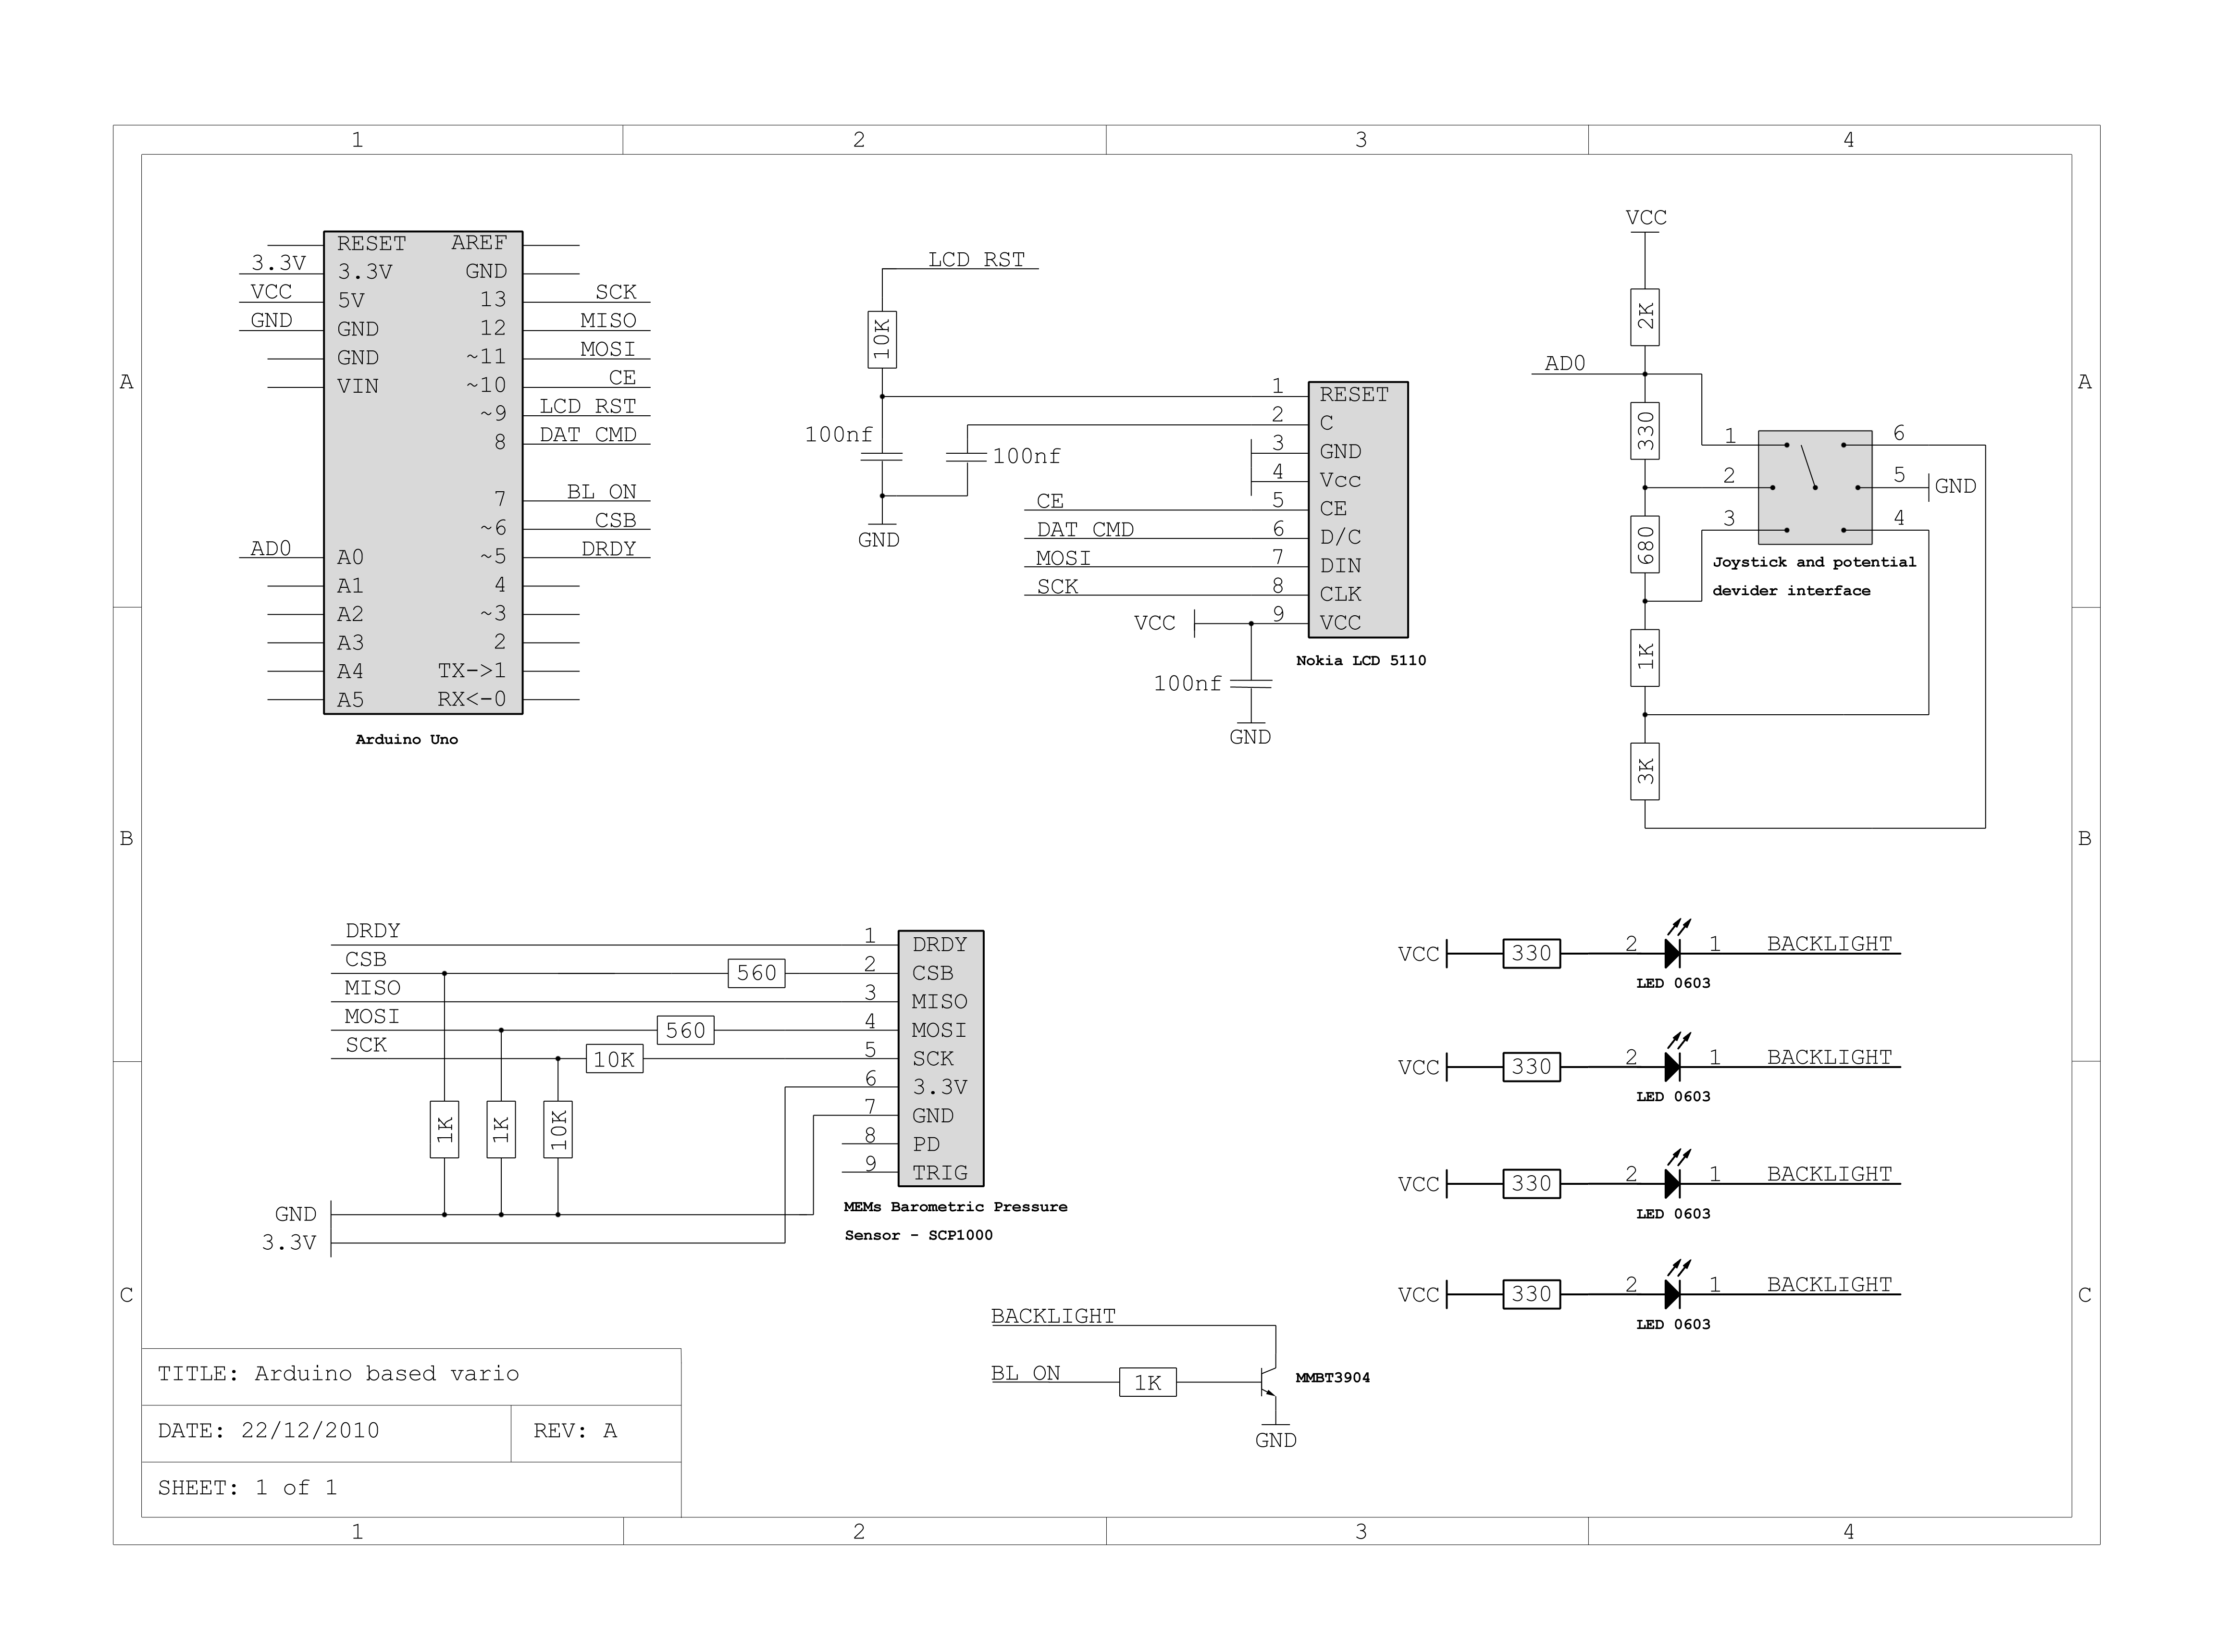 1 2 3 4
A A
B B
C C
RESET AREF
3.3V 3.3V GND
VCC 5V 13 SCK
GND GND 12 MISO
GND ~11 MOSI
VIN ~10 CE
~9 LCD RST
8 DAT CMD
7 BL ON
~6 CSB
AD0 A0 ~5 DRDY
A1 4
A2 ~3
A3 2
A4 TX->1
A5 RX<-0
Arduino Uno
LCD RST
10K
100nf
100nf
GND
1 RESET
2 C
3 GND
4 Vcc
CE 5 CE
DAT CMD 6 D/C
MOSI 7 DIN
SCK 8 CLK
VCC 9 VCC
Nokia LCD 5110
100nf
GND
VCC
2K
AD0
330
1 6
2 5 GND
3 4
680
Joystick and potential
devider interface
1K
3K
DRDY 1 DRDY
CSB 560 2 CSB
MISO 3 MISO
MOSI 560 4 MOSI
SCK 10K 5 SCK
6 3.3V
7 GND
8 PD
9 TRIG
1K 1K 10K
GND
3.3V
MEMs Barometric Pressure
Sensor - SCP1000
VCC 330 2 1 BACKLIGHT
LED 0603
VCC 330 2 1 BACKLIGHT
LED 0603
VCC 330 2 1 BACKLIGHT
LED 0603
VCC 330 2 1 BACKLIGHT
LED 0603
BACKLIGHT
BL ON 1K MMBT3904
GND
TITLE: Arduino based vario
DATE: 22/12/2010 REV: A
SHEET: 1 of 1
1 2 3 4